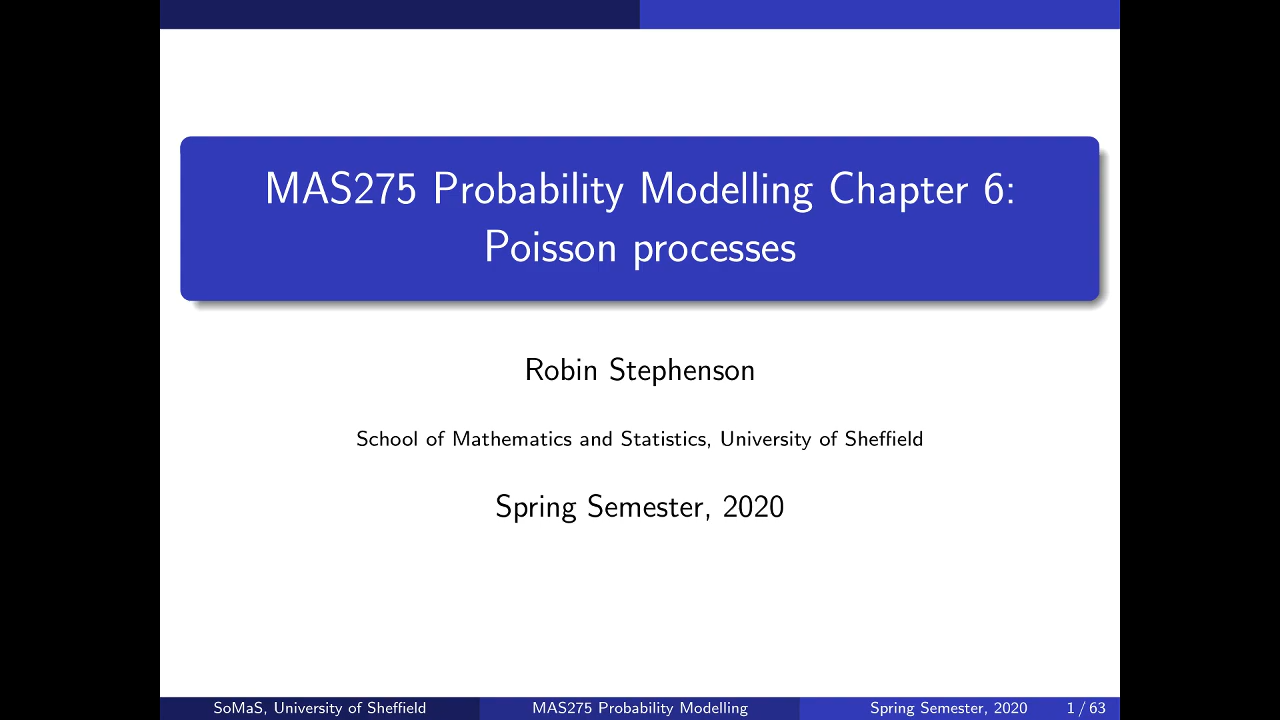 MAS275 Probability Modelling Chapter 6:
Poisson processes
Robin Stephenson
School of Mathematics and Statistics, University of Sheffield
Spring Semester, 2020
SoMaS, University of Sheffield MAS275 Probability Modelling Spring Semester, 2020 1 / 63